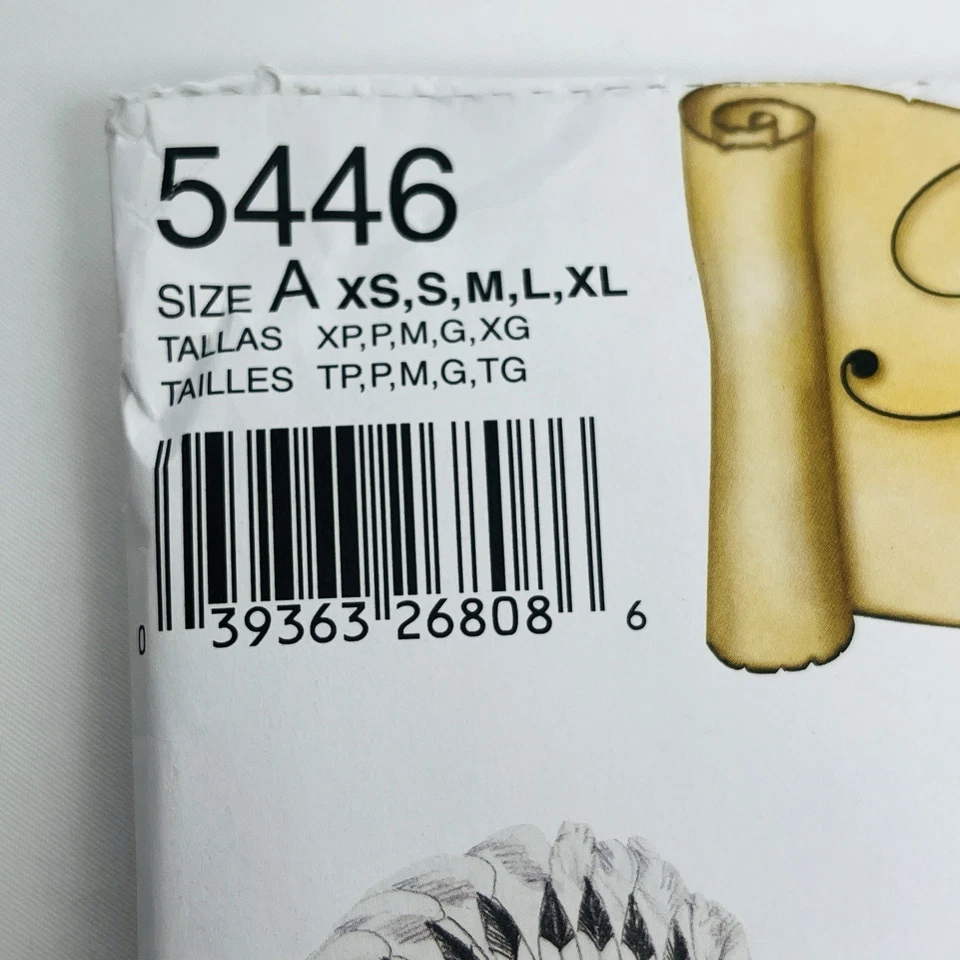 5446
SIZE A XS,S,M,L,XL
TALLAS XP,P,M,G,XG
TAILLES TP,P,M,G,TG
0 39363 26808 6